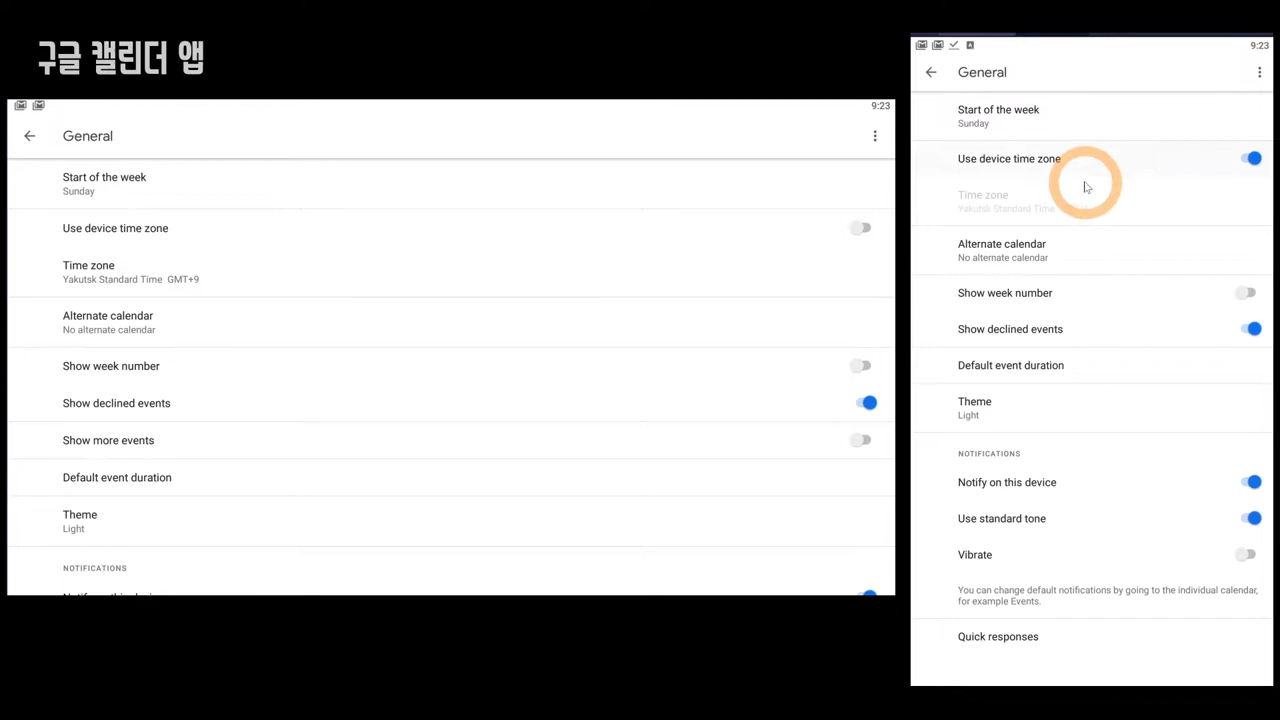 구글 캘린더 앱
9:23
General
Start of the week
Sunday
Use device time zone
Time zone
Yakutsk Standard Time  GMT+9
Alternate calendar
No alternate calendar
Show week number
Show declined events
Show more events
Default event duration
Theme
Light
NOTIFICATIONS
9:23
General
Start of the week
Sunday
Use device time zone
Time zone
Yakutsk Standard Time
Alternate calendar
No alternate calendar
Show week number
Show declined events
Default event duration
Theme
Light
NOTIFICATIONS
Notify on this device
Use standard tone
Vibrate
You can change default notifications by going to the individual calendar,
for example Events.
Quick responses